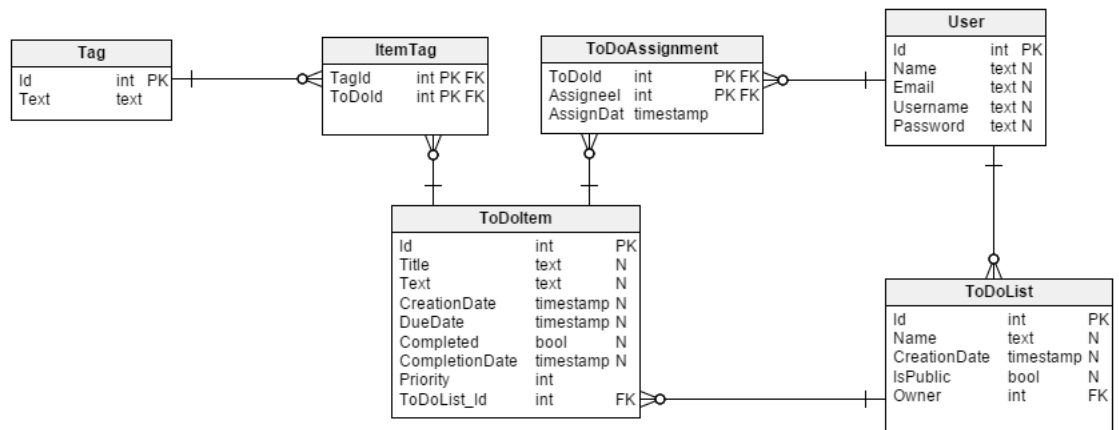 Tag
Id int PK
Text text
ItemTag
TagId int PK FK
ToDoId int PK FK
ToDoAssignment
ToDoId int PK FK
AssigneeI int PK FK
AssignDat timestamp
User
Id int PK
Name text N
Email text N
Username text N
Password text N
ToDoItem
Id int PK
Title text N
Text text N
CreationDate timestamp N
DueDate timestamp N
Completed bool N
CompletionDate timestamp N
Priority int
ToDoList_Id int FK
ToDoList
Id int PK
Name text N
CreationDate timestamp N
IsPublic bool N
Owner int FK